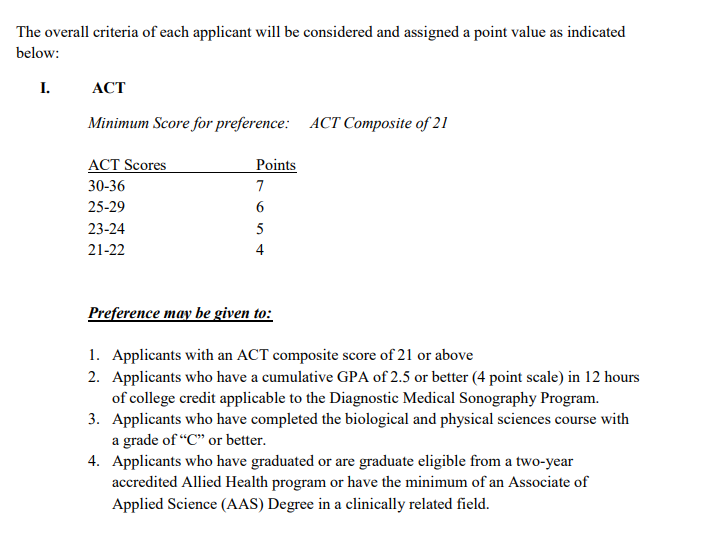 The overall criteria of each applicant will be considered and assigned a point value as indicated
below:
I. ACT
Minimum Score for preference: ACT Composite of 21
ACT Scores Points
30-36 7
25-29 6
23-24 5
21-22 4
Preference may be given to:
1. Applicants with an ACT composite score of 21 or above
2. Applicants who have a cumulative GPA of 2.5 or better (4 point scale) in 12 hours
of college credit applicable to the Diagnostic Medical Sonography Program.
3. Applicants who have completed the biological and physical sciences course with
a grade of “C” or better.
4. Applicants who have graduated or are graduate eligible from a two-year
accredited Allied Health program or have the minimum of an Associate of
Applied Science (AAS) Degree in a clinically related field.